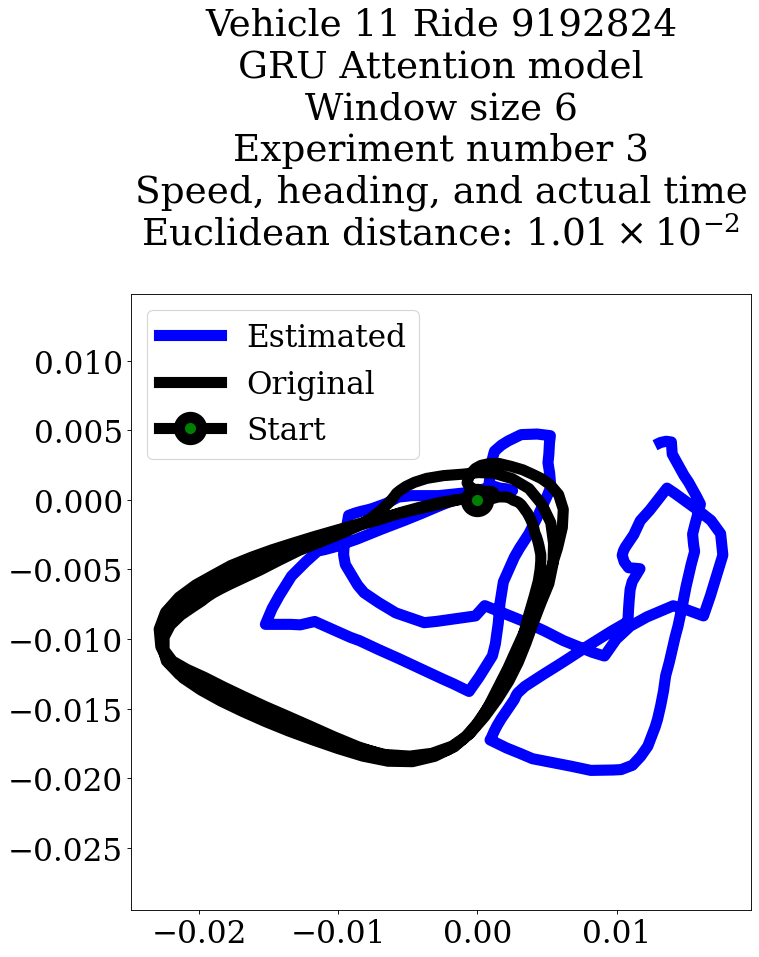 Vehicle 11 Ride 9192824
GRU Attention model
Window size 6
Experiment number 3
Speed, heading, and actual time
Euclidean distance: 1.01 × 10⁻²
Estimated
Original
Start
0.010
0.005
0.000
−0.005
−0.010
−0.015
−0.020
−0.025
−0.02 −0.01 0.00 0.01